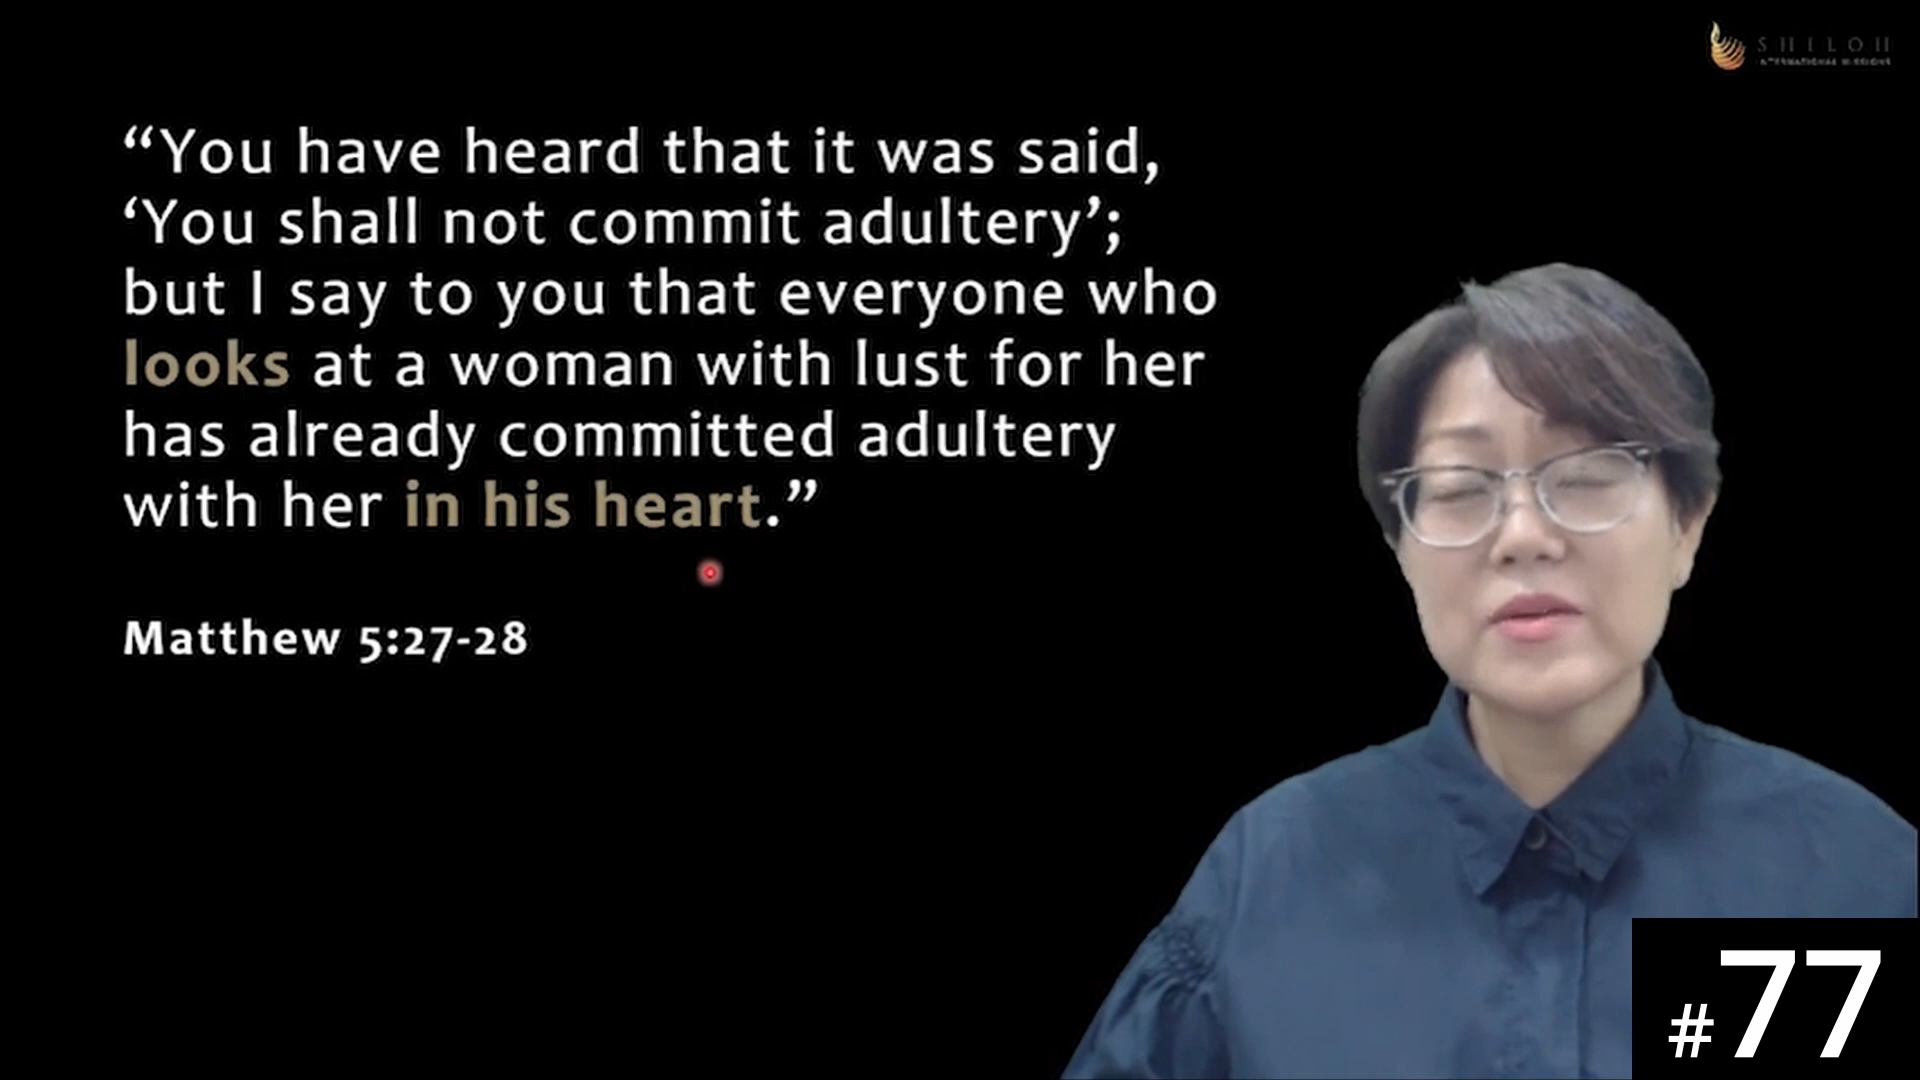 SHILOH
INTERNATIONAL MISSIONS
“You have heard that it was said,
‘You shall not commit adultery’;
but I say to you that everyone who
looks at a woman with lust for her
has already committed adultery
with her in his heart.”
Matthew 5:27-28
#77